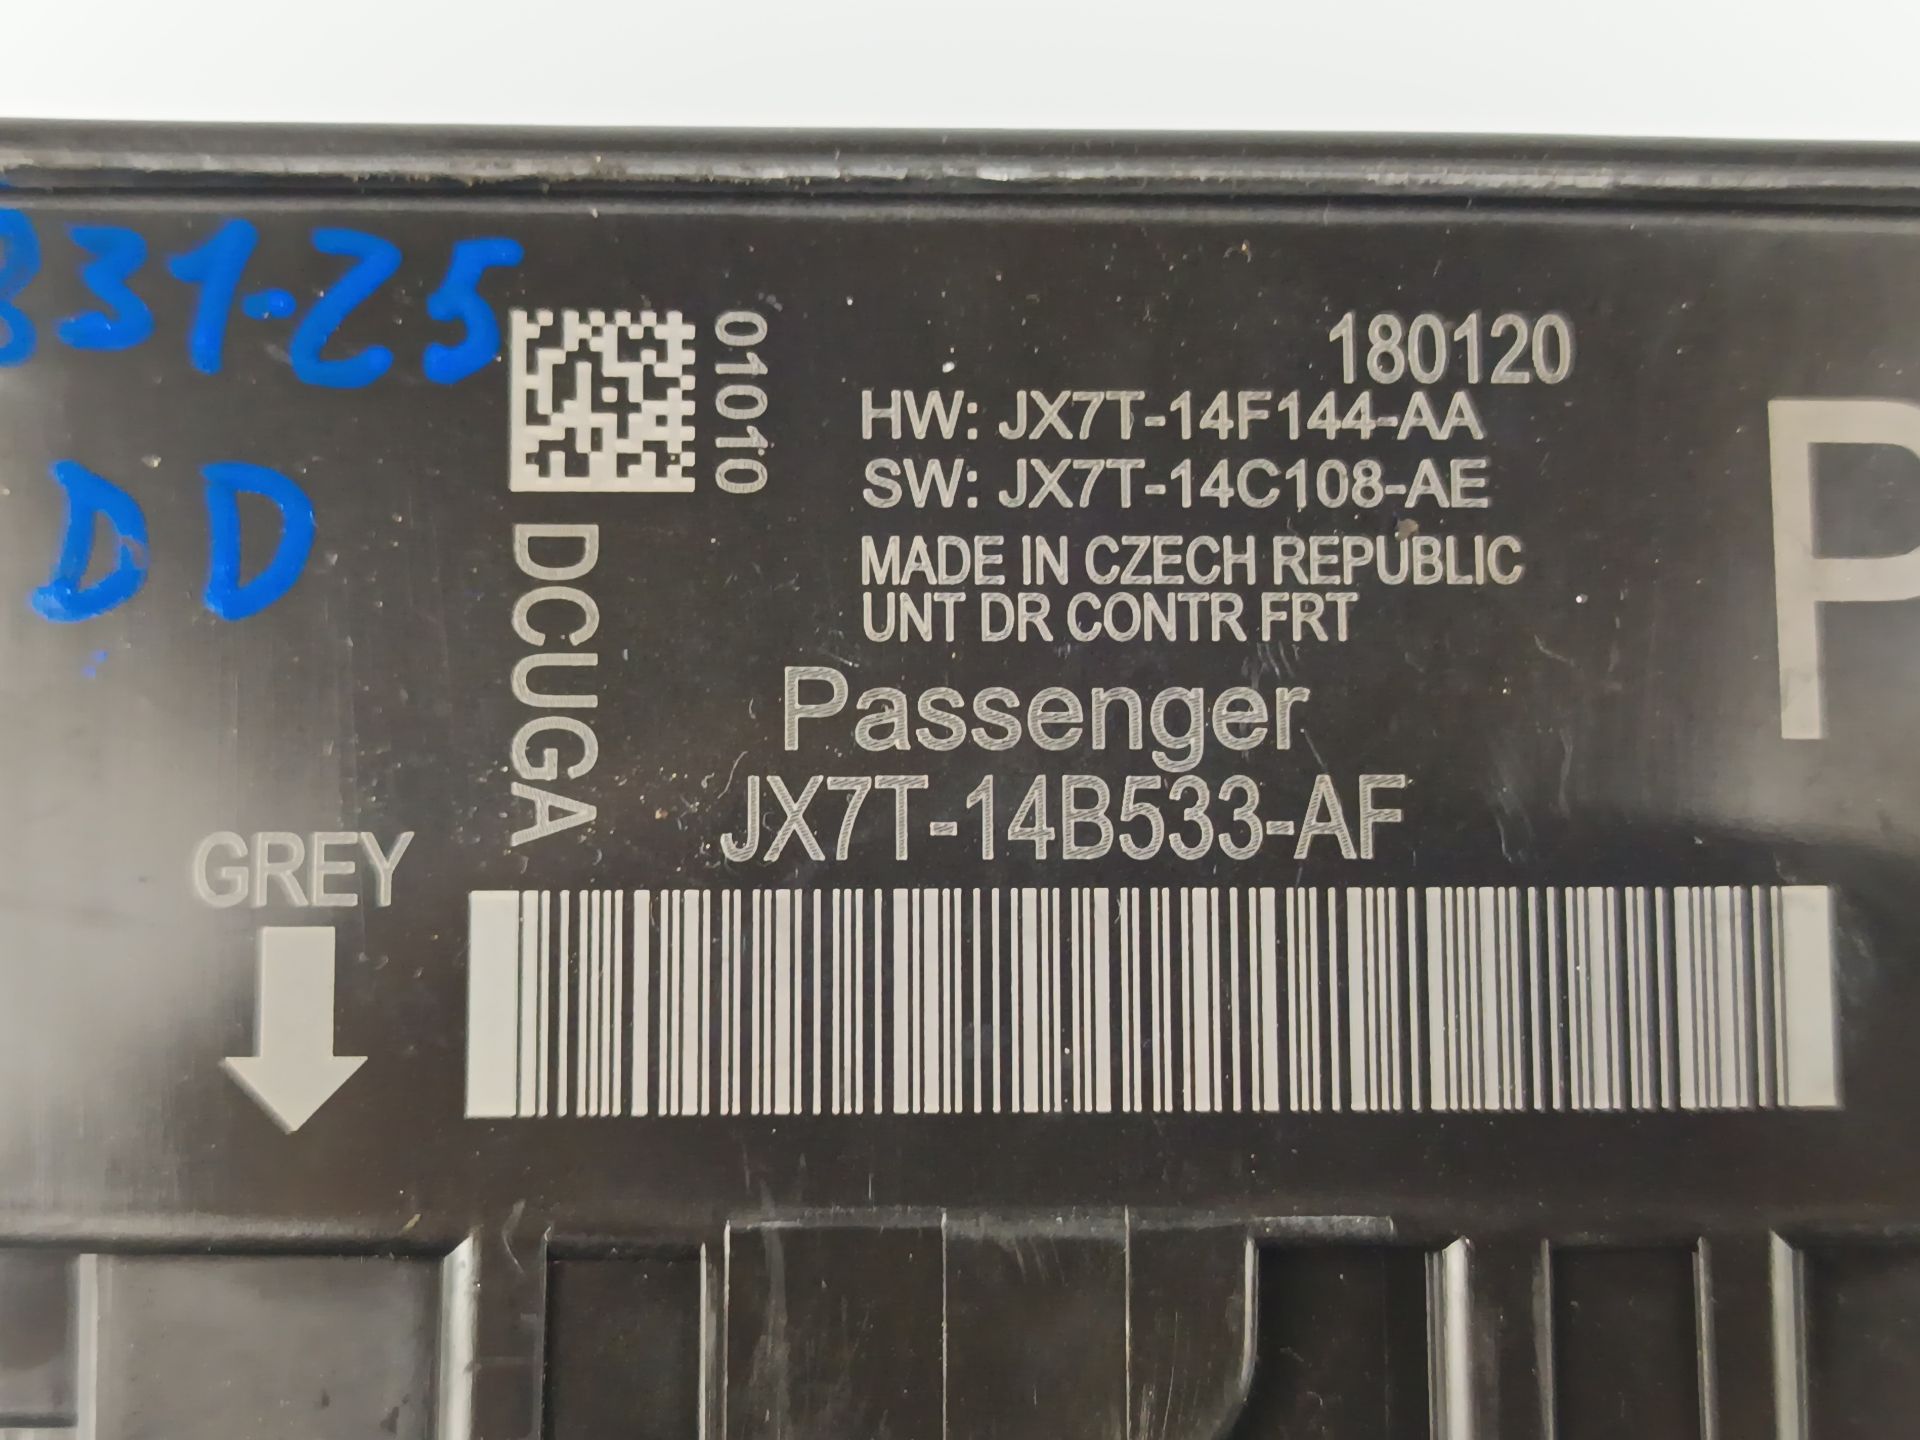 331-25
DD
01010
DCUGA
180120
HW: JX7T-14F144-AA
SW: JX7T-14C108-AE
MADE IN CZECH REPUBLIC
UNT DR CONTR FRT
Passenger
JX7T-14B533-AF
GREY
P